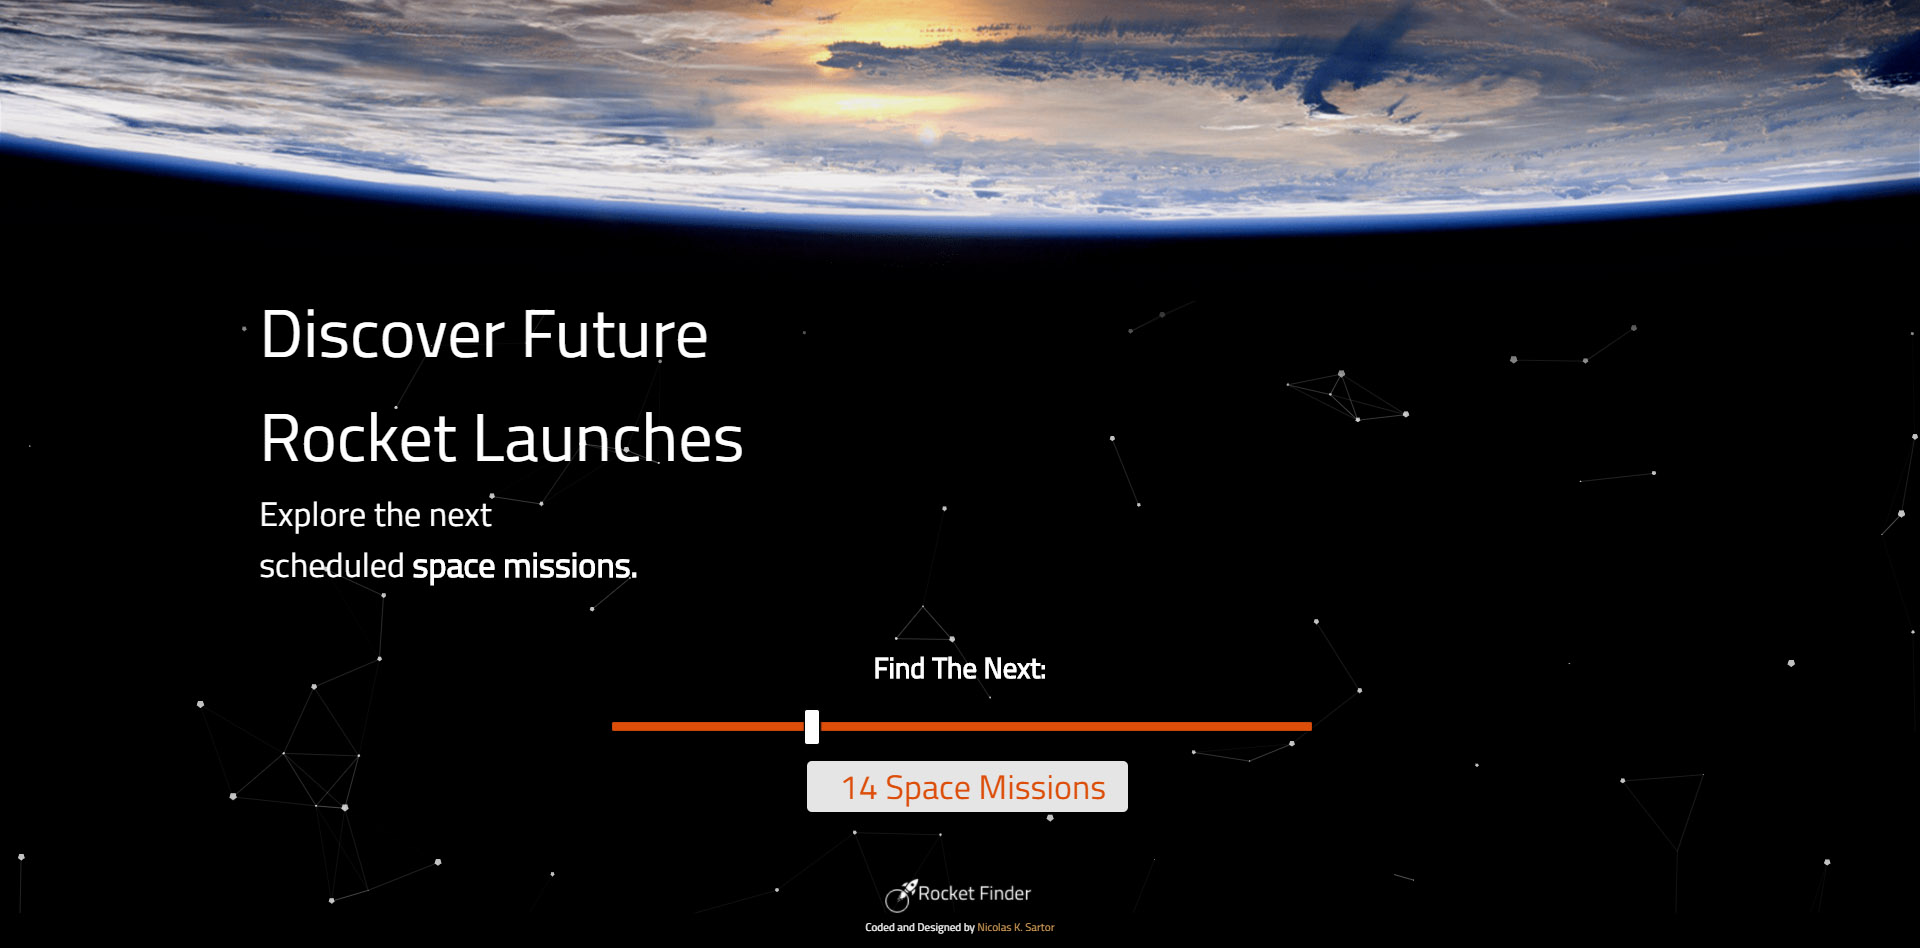 Discover Future
Rocket Launches
Explore the next
scheduled space missions.
Find The Next:
14 Space Missions
Rocket Finder
Coded and Designed by Nicolas K. Sartor